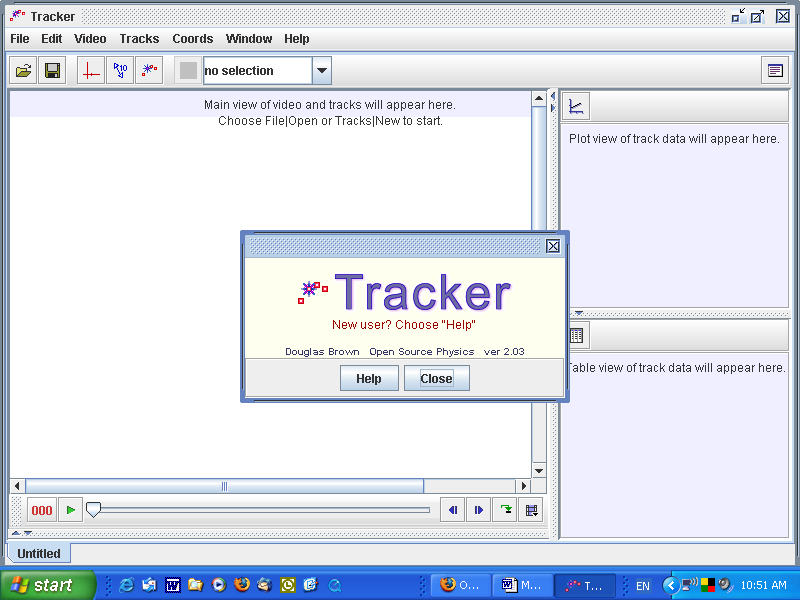 Tracker
File Edit Video Tracks Coords Window Help
10
no selection
Main view of video and tracks will appear here.
Choose File|Open or Tracks|New to start.
Plot view of track data will appear here.
Tracker
New user? Choose "Help"
Douglas Brown Open Source Physics ver 2.03
Help Close
Table view of track data will appear here.
000
Untitled
start
O... M... T... EN 10:51 AM